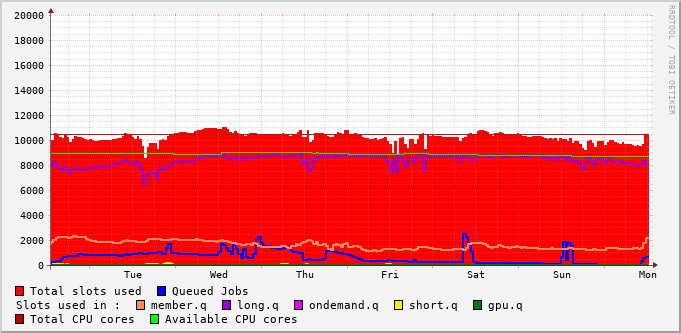 20000
18000
16000
14000
12000
10000
8000
6000
4000
2000
0
Tue Wed Thu Fri Sat Sun Mon
RRDTOOL / TOBI OETIKER
Total slots used Queued Jobs
Slots used in : member.q long.q ondemand.q short.q gpu.q
Total CPU cores Available CPU cores